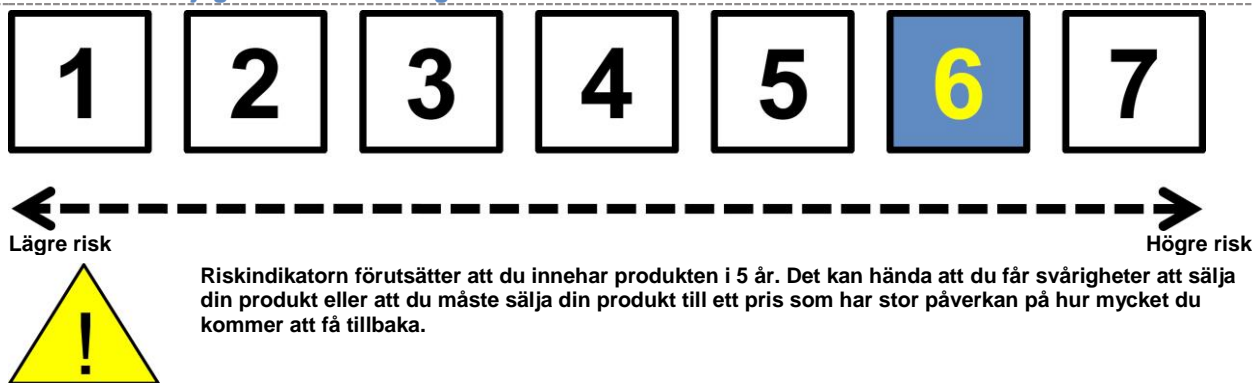 1 2 3 4 5 6 7
Lägre risk Högre risk
Riskindikatorn förutsätter att du innehar produkten i 5 år. Det kan hända att du får svårigheter att sälja
din produkt eller att du måste sälja din produkt till ett pris som har stor påverkan på hur mycket du
kommer att få tillbaka.
!